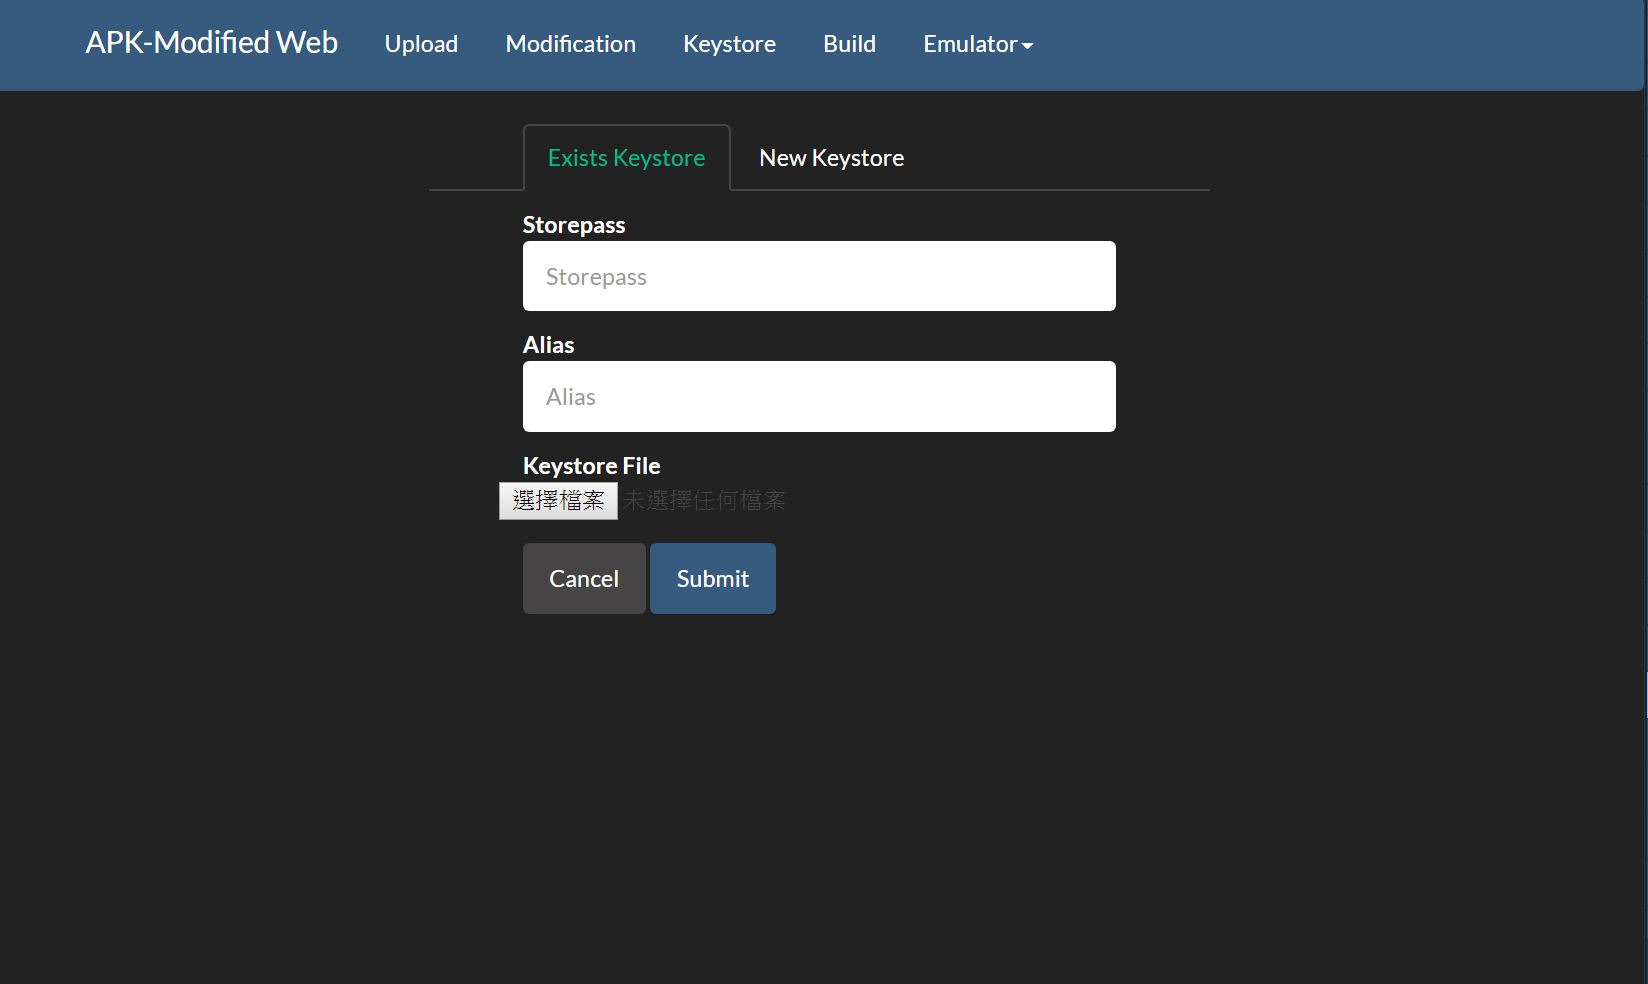 APK-Modified Web Upload Modification Keystore Build Emulator
Exists Keystore New Keystore
Storepass
Storepass
Alias
Alias
Keystore File
選擇檔案 未選擇任何檔案
Cancel Submit